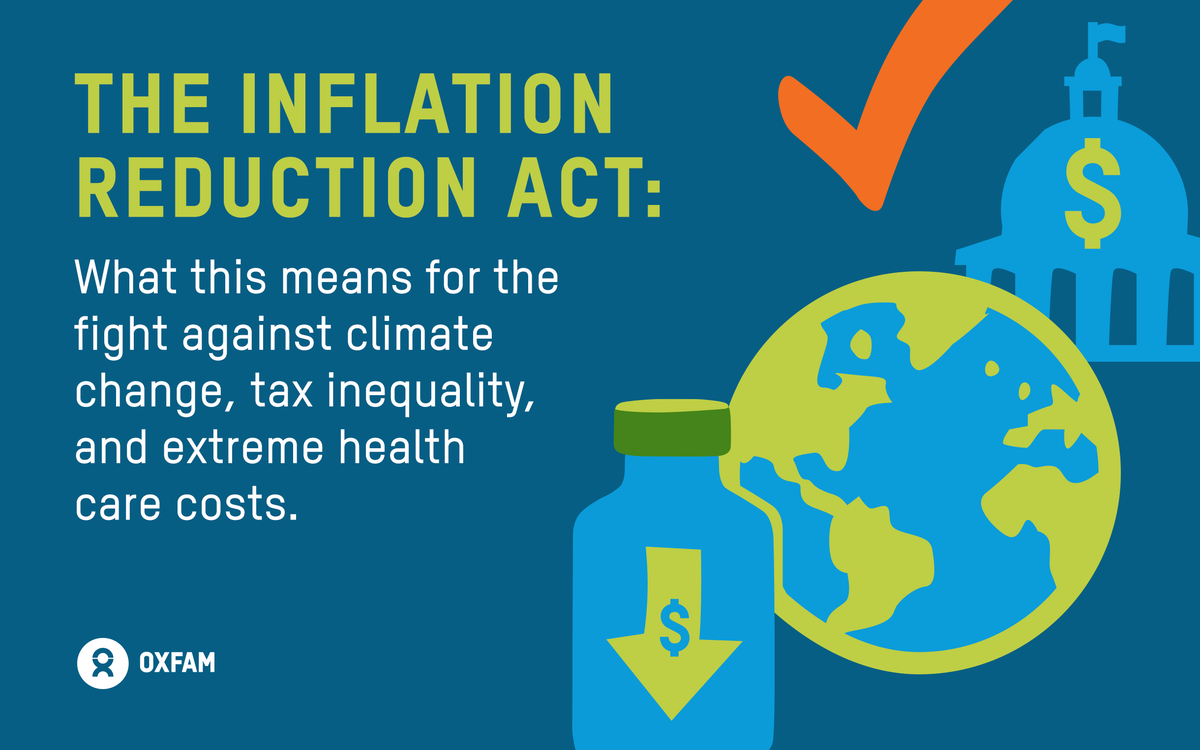 THE INFLATION
REDUCTION ACT:
What this means for the
fight against climate
change, tax inequality,
and extreme health
care costs.
OXFAM
$
$